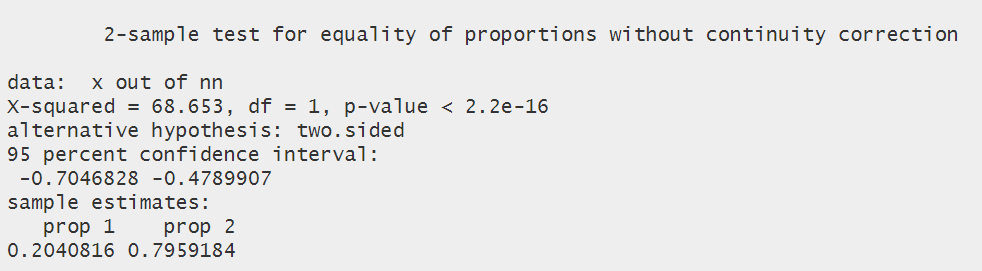 2-sample test for equality of proportions without continuity correction
data:  x out of nn
X-squared = 68.653, df = 1, p-value < 2.2e-16
alternative hypothesis: two.sided
95 percent confidence interval:
 -0.7046828 -0.4789907
sample estimates:
   prop 1    prop 2
0.2040816 0.7959184